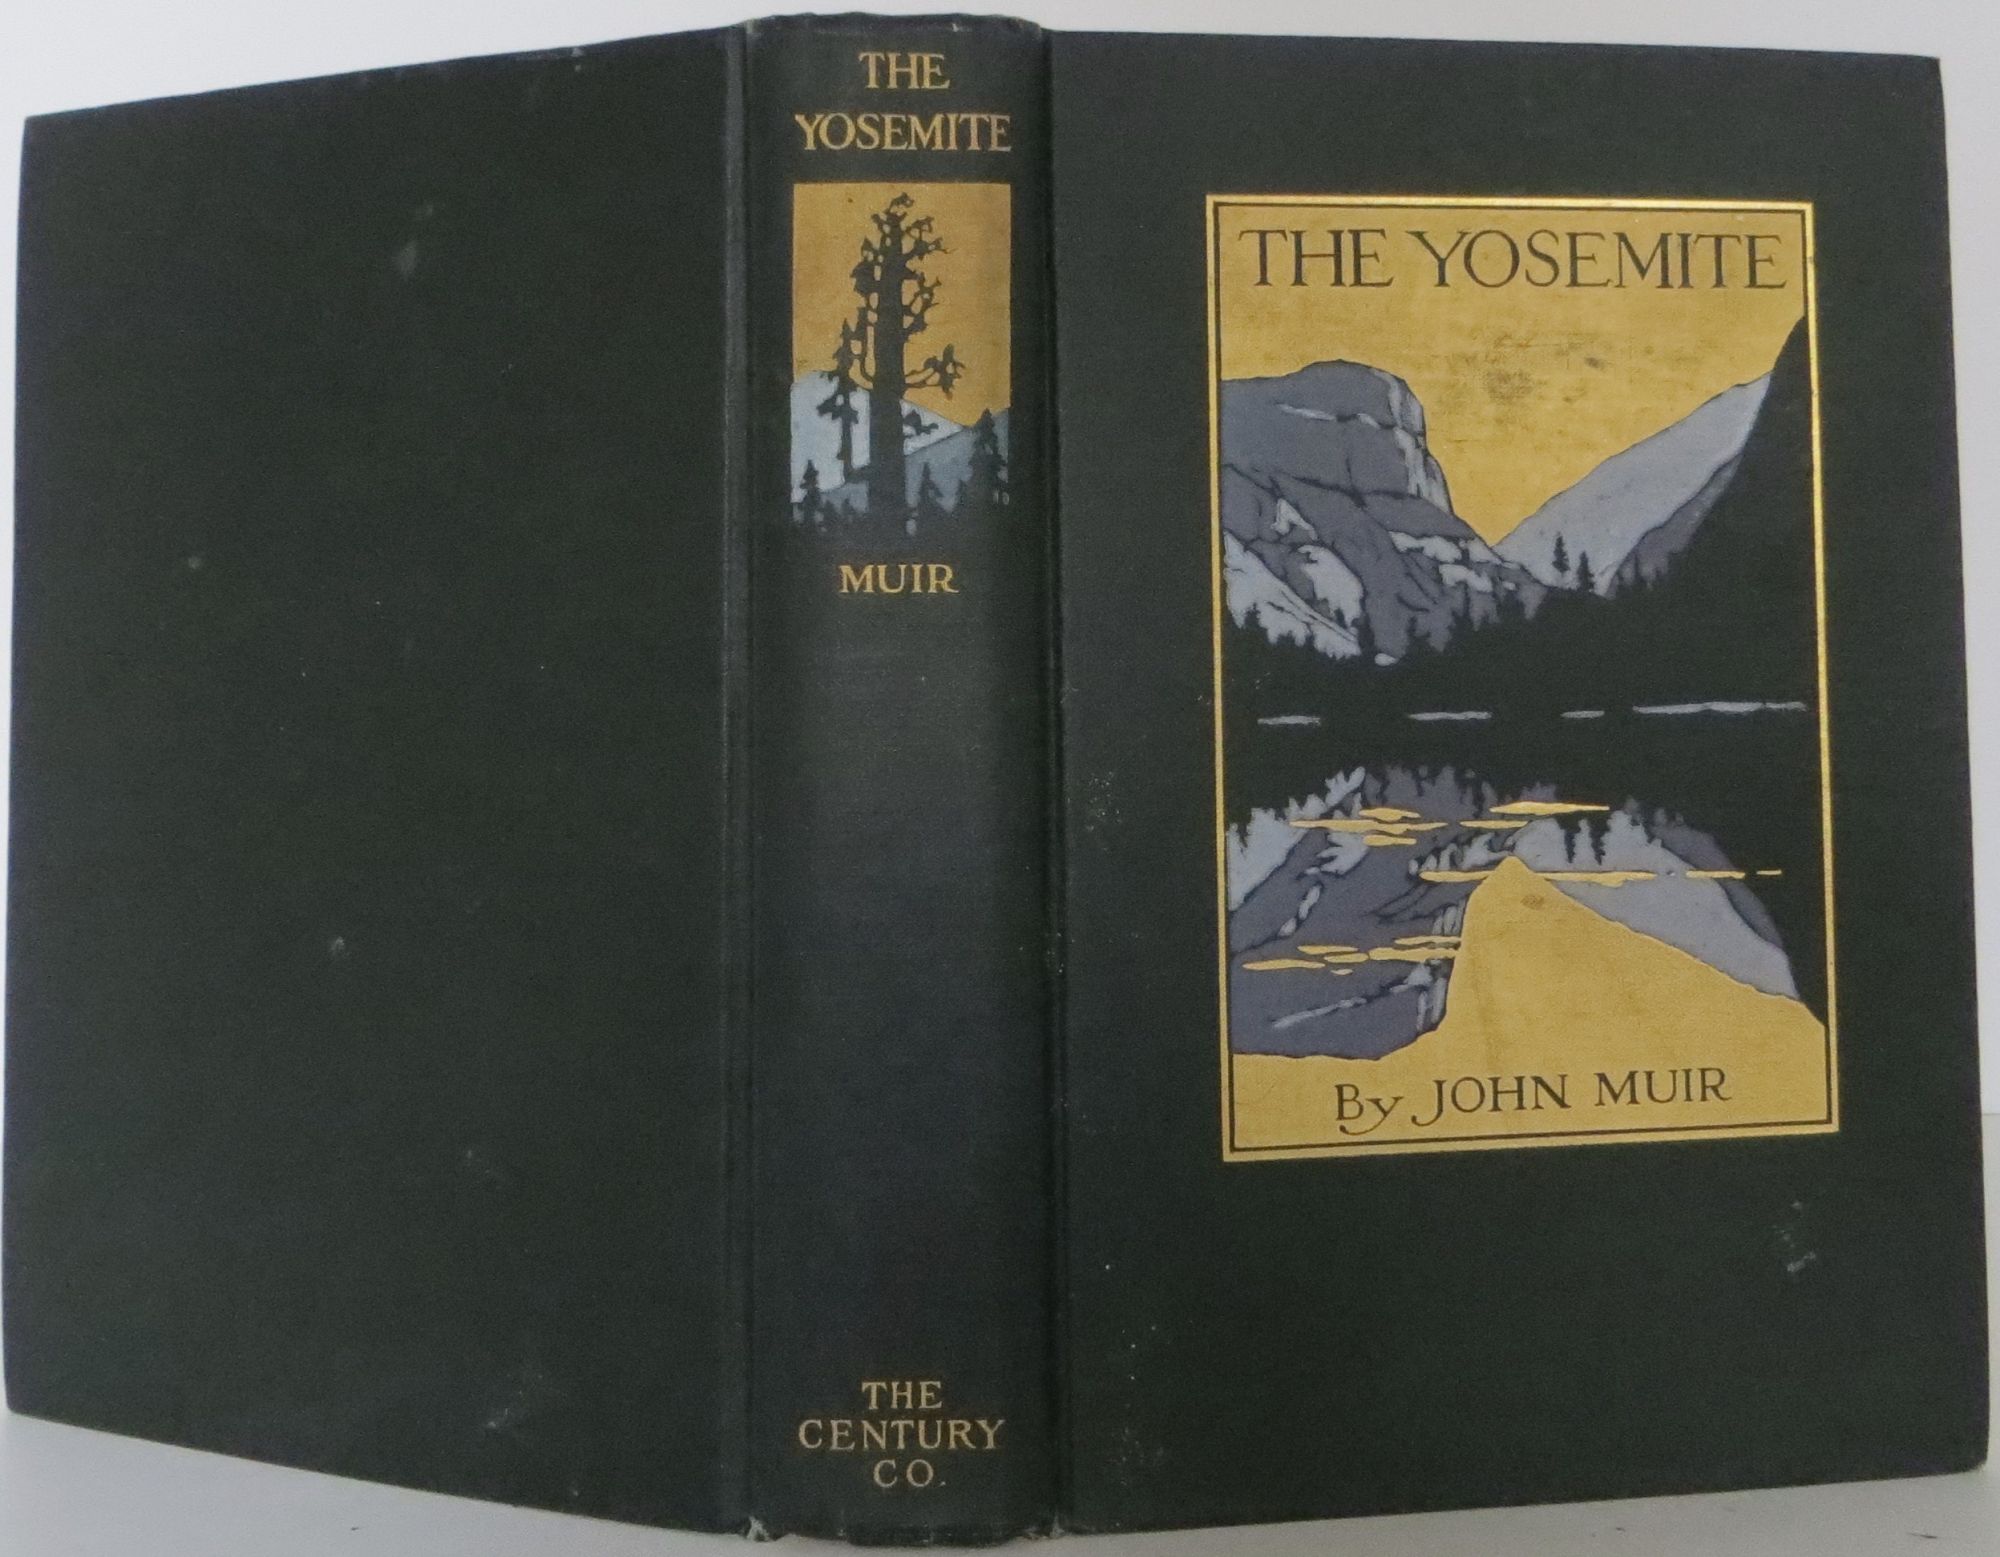 THE
YOSEMITE
MUIR
THE
CENTURY
CO.
THE YOSEMITE
By JOHN MUIR